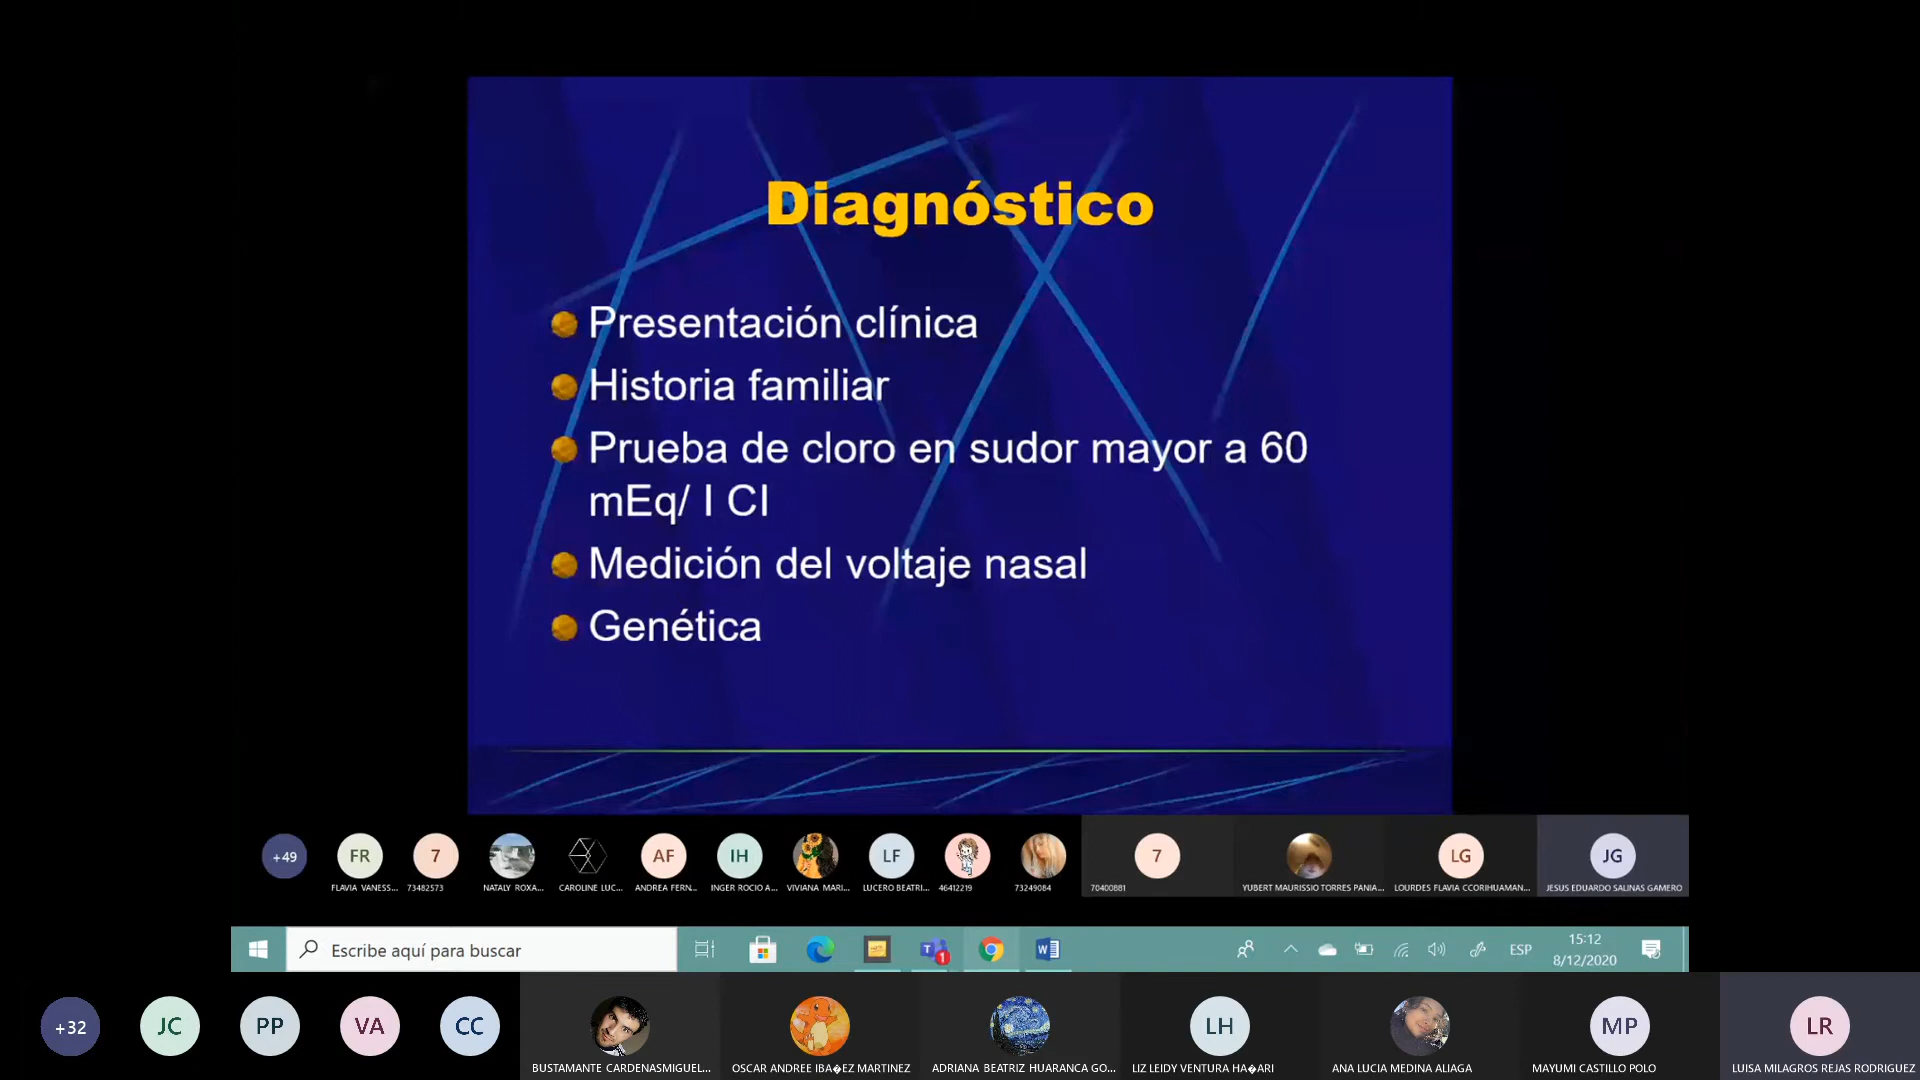 Diagnóstico
Presentación clínica
Historia familiar
Prueba de cloro en sudor mayor a 60
mEq/ l Cl
Medición del voltaje nasal
Genética
+49
FR
7
AF
IH
LF
7
LG
JG
FLAVIA VANESS...
73482573
NATALY ROXA...
CAROLINE LUC...
ANDREA FERN...
INGER ROCIO A...
VIVIANA MARI...
LUCERO BEATRI...
46412219
73249084
70400881
YUBERT MAURISSIO TORRES PANIA...
LOURDES FLAVIA CCORIHUAMAN...
JESUS EDUARDO SALINAS GAMERO
Escribe aquí para buscar
1
ESP
15:12
8/12/2020
+32
JC
PP
VA
CC
LH
MP
LR
BUSTAMANTE CARDENASMIGUEL...
OSCAR ANDREE IBA�EZ MARTINEZ
ADRIANA BEATRIZ HUARANCA GO...
LIZ LEIDY VENTURA HA�ARI
ANA LUCIA MEDINA ALIAGA
MAYUMI CASTILLO POLO
LUISA MILAGROS REJAS RODRIGUEZ